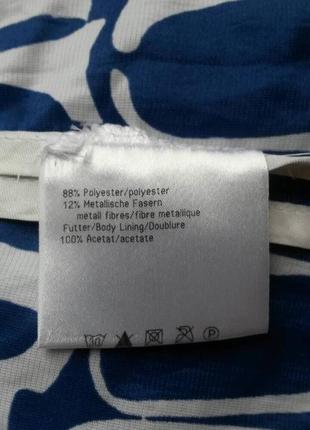 88% Polyester/polyester
12% Metallische Fasern
metall fibres/fibre metallique
Futter/Body Lining/Doublure
100% Acetat/acetate
P